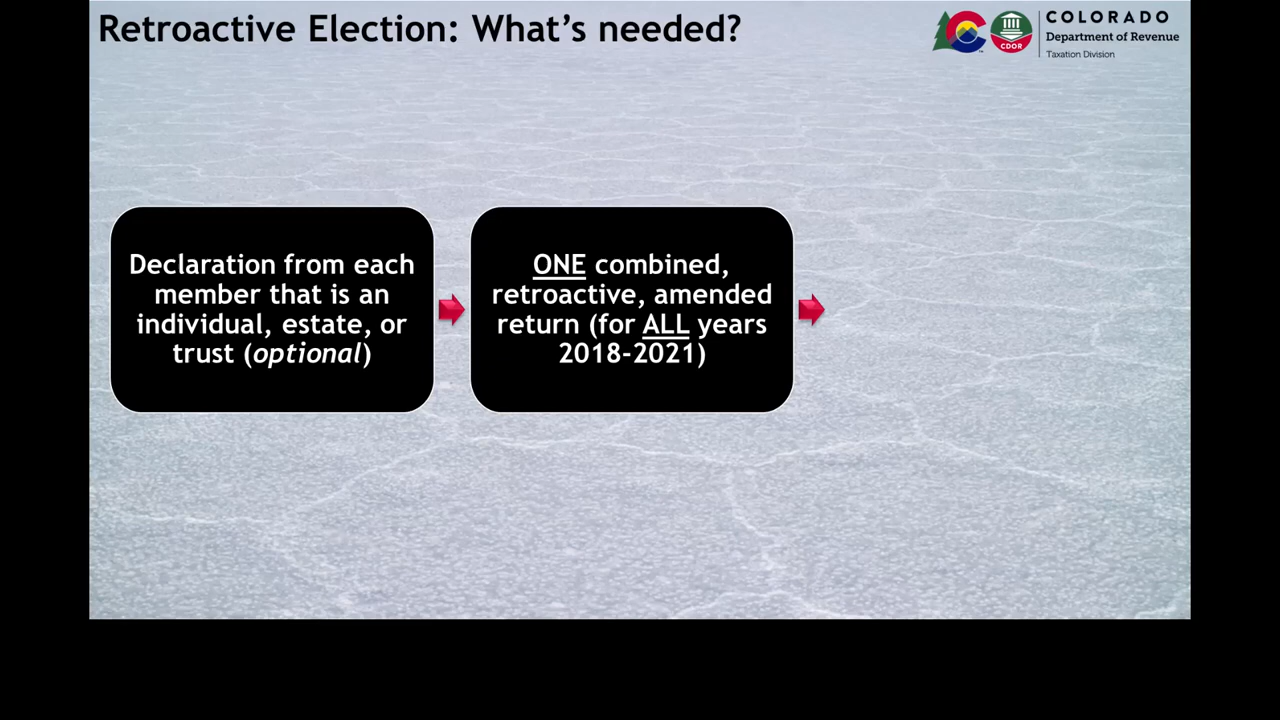 Retroactive Election: What's needed?
COLORADO
Department of Revenue
Taxation Division
CDOR
Declaration from each
member that is an
individual, estate, or
trust (optional)
ONE combined,
retroactive, amended
return (for ALL years
2018-2021)